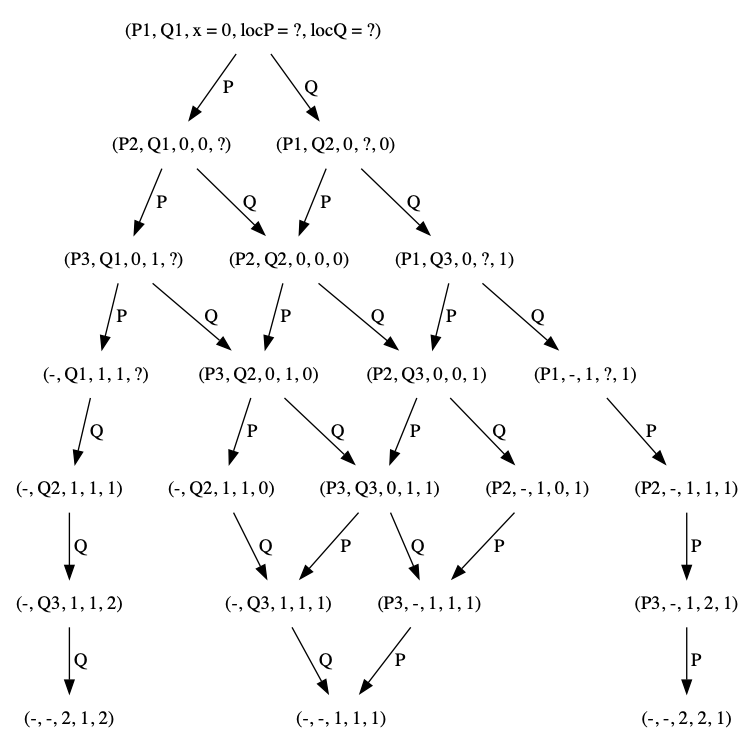 (P1, Q1, x = 0, locP = ?, locQ = ?)
P Q
(P2, Q1, 0, 0, ?) (P1, Q2, 0, ?, 0)
P Q P Q
(P3, Q1, 0, 1, ?) (P2, Q2, 0, 0, 0) (P1, Q3, 0, ?, 1)
P Q P Q P Q
(-, Q1, 1, 1, ?) (P3, Q2, 0, 1, 0) (P2, Q3, 0, 0, 1) (P1, -, 1, ?, 1)
Q P Q P Q P
(-, Q2, 1, 1, 1) (-, Q2, 1, 1, 0) (P3, Q3, 0, 1, 1) (P2, -, 1, 0, 1) (P2, -, 1, 1, 1)
Q Q P Q P P
(-, Q3, 1, 1, 2) (-, Q3, 1, 1, 1) (P3, -, 1, 1, 1) (P3, -, 1, 2, 1)
Q Q P P
(-, -, 2, 1, 2) (-, -, 1, 1, 1) (-, -, 2, 2, 1)